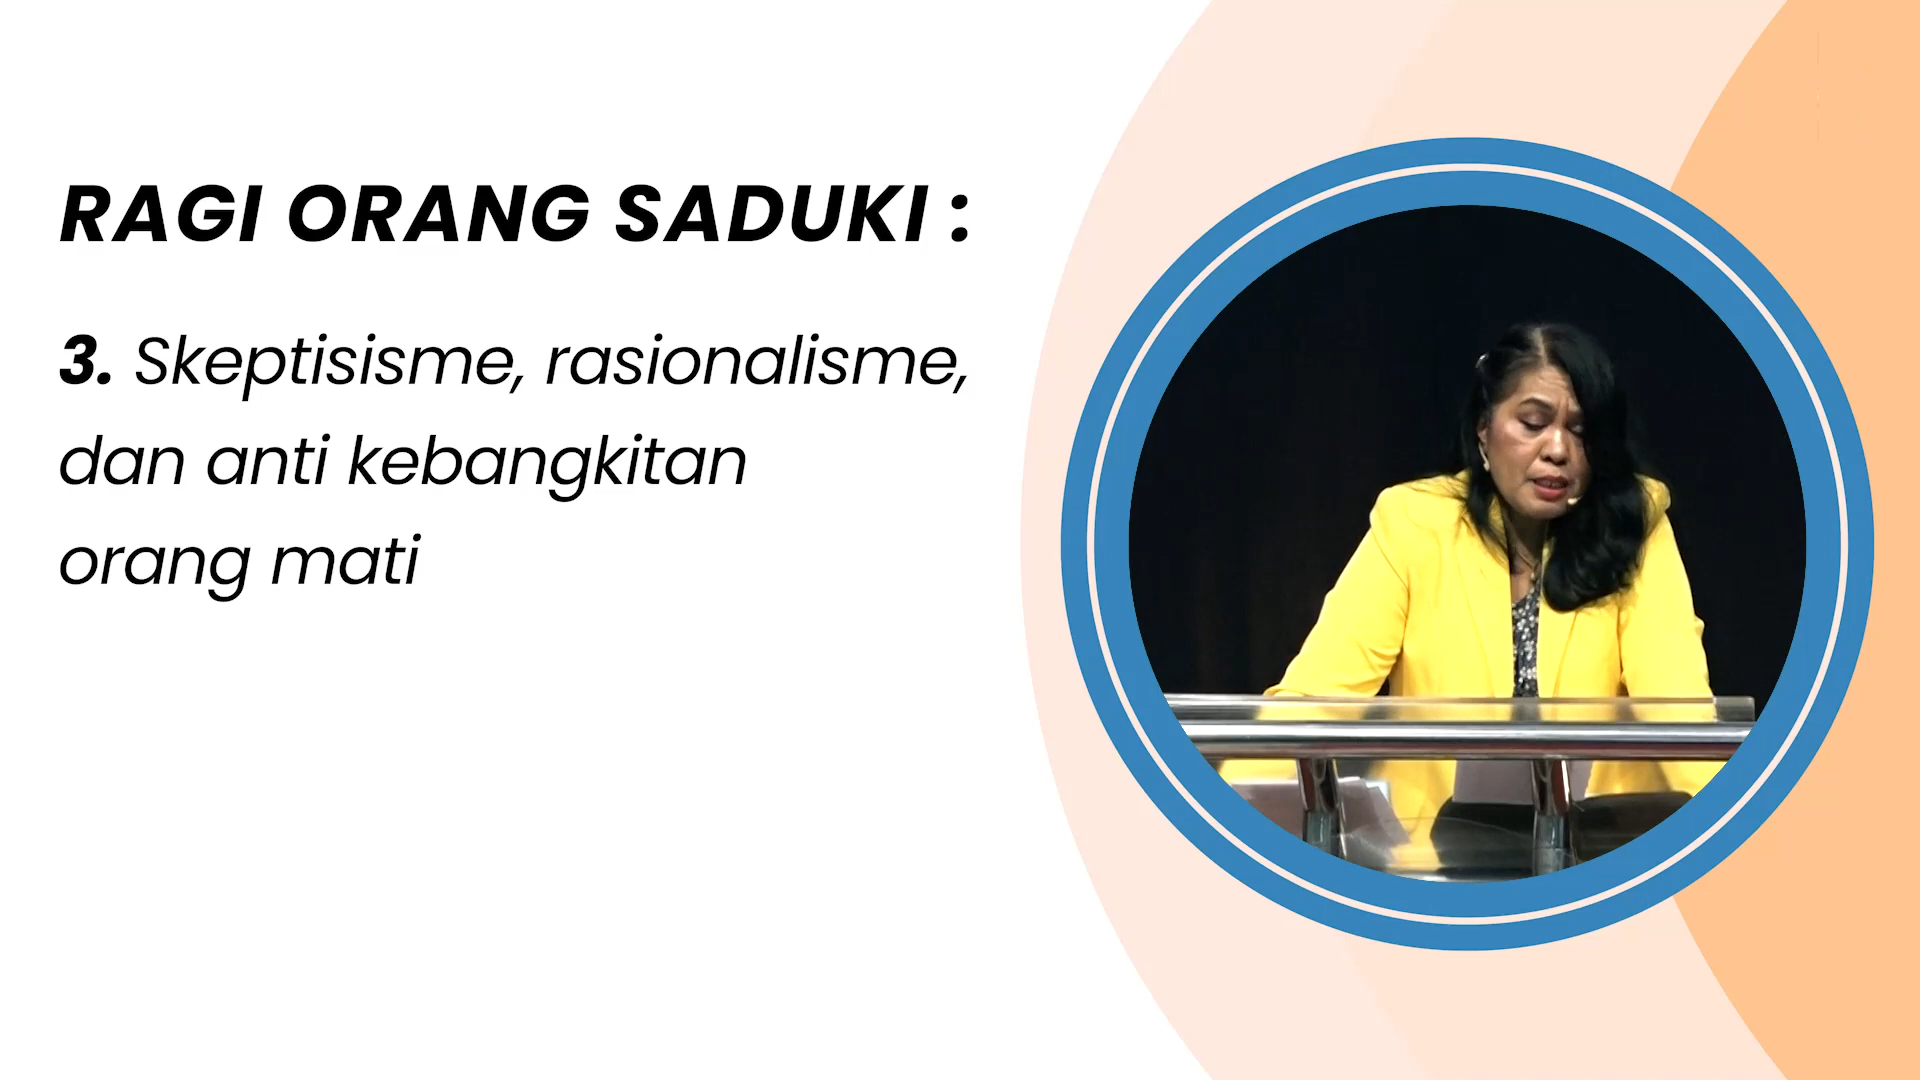 RAGI ORANG SADUKI :
3. Skeptisisme, rasionalisme,
dan anti kebangkitan
orang mati